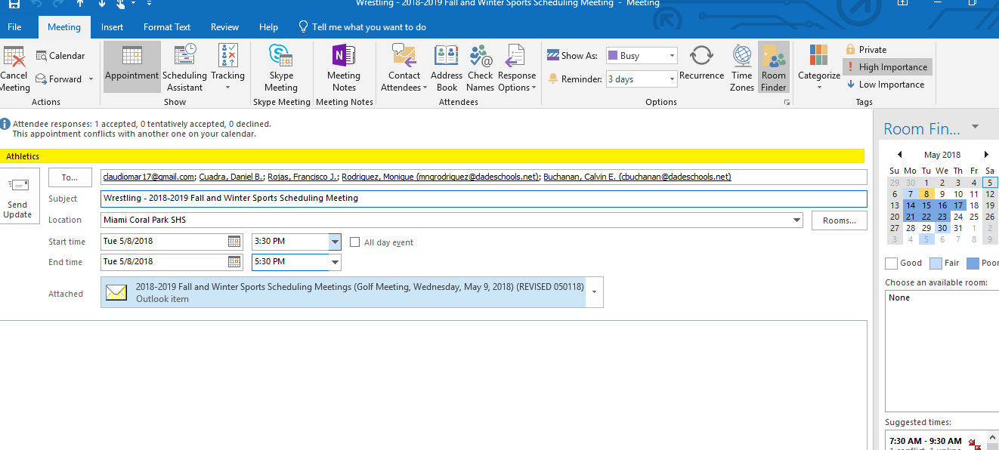 Wrestling - 2018-2019 Fall and Winter Sports Scheduling Meeting - Meeting
File Meeting Insert Format Text Review Help Tell me what you want to do
Cancel Meeting
Calendar
Forward
Actions
Appointment
Scheduling Assistant
Tracking
Show
Skype Meeting
Skype Meeting
Meeting Notes
Meeting Notes
Contact Attendees
Address Book
Check Names
Response Options
Attendees
Show As: Busy
Reminder: 3 days
Recurrence
Time Zones
Room Finder
Options
Categorize
Private
High Importance
Low Importance
Tags
Attendee responses: 1 accepted, 0 tentatively accepted, 0 declined.
This appointment conflicts with another one on your calendar.
Athletics
Send Update
To... claudiomar17@gmail.com; Cuadra, Daniel B.; Rojas, Francisco J.; Rodriquez, Monique (mngrodriguez@dadeschools.net); Buchanan, Calvin E. (cbuchanan@dadeschools.net)
Subject Wrestling - 2018-2019 Fall and Winter Sports Scheduling Meeting
Location Miami Coral Park SHS Rooms...
Start time Tue 5/8/2018 3:30 PM All day event
End time Tue 5/8/2018 5:30 PM
Attached 2018-2019 Fall and Winter Sports Scheduling Meetings (Golf Meeting, Wednesday, May 9, 2018) (REVISED 050118)
Outlook item
Room Fin...
May 2018
Su Mo Tu We Th Fr Sa
29 30 1 2 3 4 5
6 7 8 9 10 11 12
13 14 15 16 17 18 19
20 21 22 23 24 25 26
27 28 29 30 31 1 2
3 4 5 6 7 8 9
Good Fair Poor
Choose an available room:
None
Suggested times:
7:30 AM - 9:30 AM